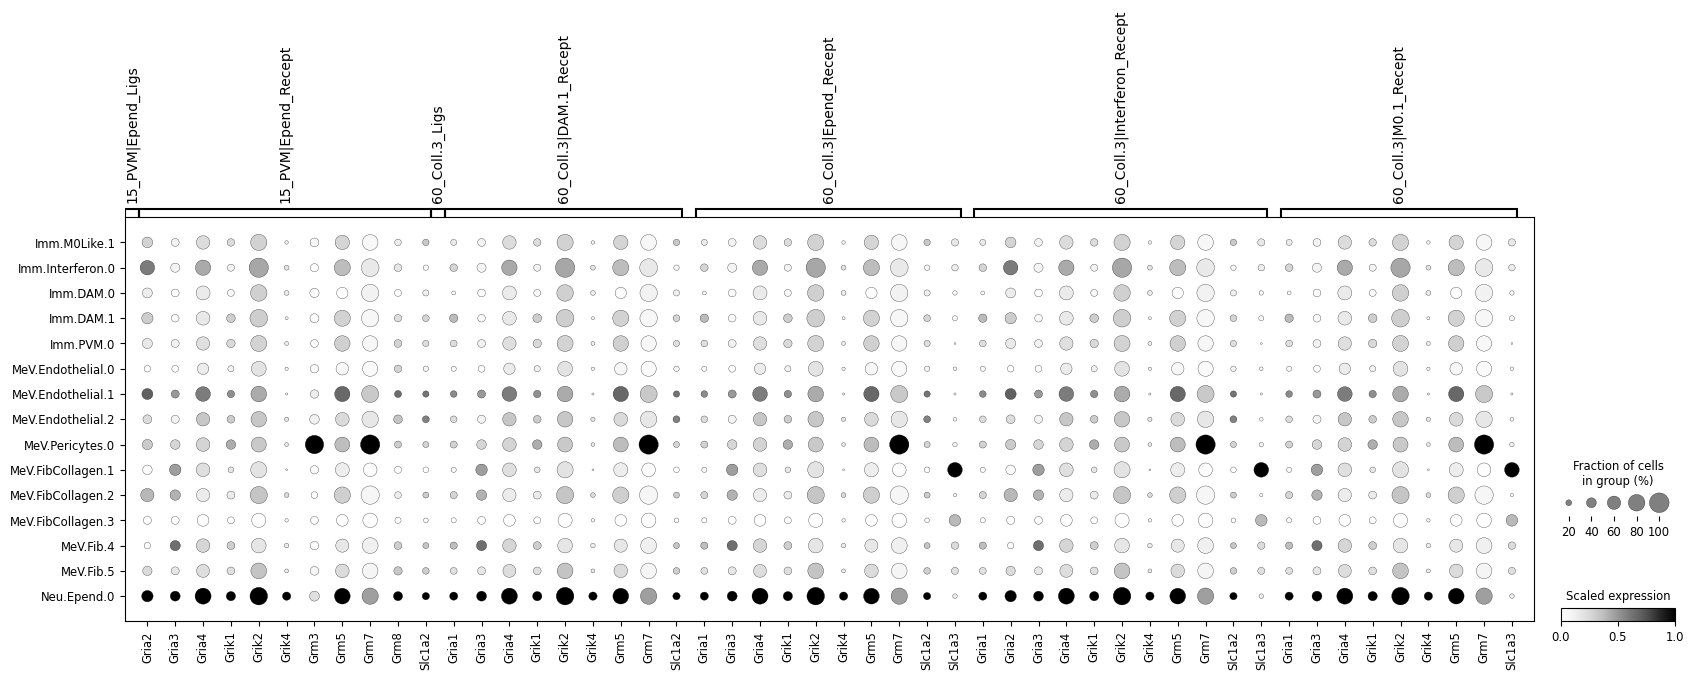 15_PVM|Epend_Ligs
15_PVM|Epend_Recept
60_Coll.3_Ligs
60_Coll.3|DAM.1_Recept
60_Coll.3|Epend_Recept
60_Coll.3|Interferon_Recept
60_Coll.3|M0.1_Recept
Imm.M0Like.1
Imm.Interferon.0
Imm.DAM.0
Imm.DAM.1
Imm.PVM.0
MeV.Endothelial.0
MeV.Endothelial.1
MeV.Endothelial.2
MeV.Pericytes.0
MeV.FibCollagen.1
MeV.FibCollagen.2
MeV.FibCollagen.3
MeV.Fib.4
MeV.Fib.5
Neu.Epend.0
Gria2
Gria3
Gria4
Grik1
Grik2
Grik4
Grm3
Grm5
Grm7
Grm8
Slc1a2
Gria1
Gria3
Gria4
Grik1
Grik2
Grik4
Grm5
Grm7
Slc1a2
Gria1
Gria3
Gria4
Grik1
Grik2
Grik4
Grm5
Grm7
Slc1a2
Slc1a3
Gria1
Gria2
Gria3
Gria4
Grik1
Grik2
Grik4
Grm5
Grm7
Slc1a2
Slc1a3
Gria1
Gria3
Gria4
Grik1
Grik2
Grik4
Grm5
Grm7
Slc1a3
Fraction of cells
in group (%)
20 40 60 80 100
Scaled expression
0.0 0.5 1.0